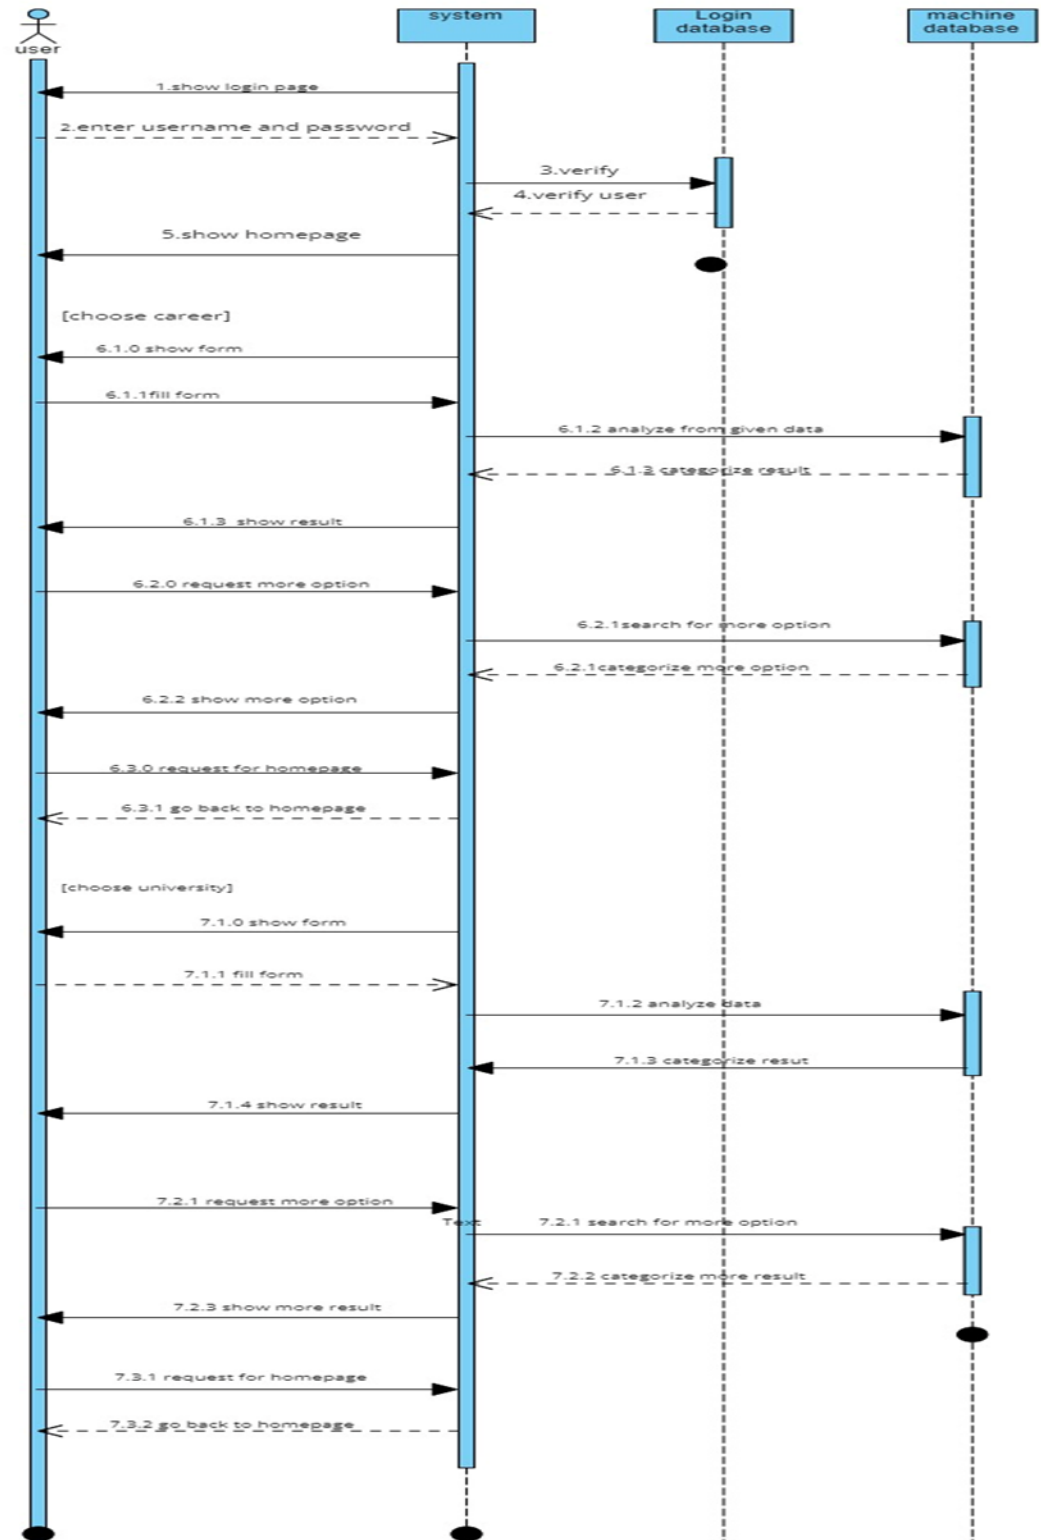 user
system
Login
database
machine
database
1.show login page
2.enter username and password
3.verify
4.verify user
5.show homepage
[choose career]
6.1.0 show form
6.1.1fill form
6.1.2 analyze from given data
6.1.3 categorize result
6.1.3 show result
6.2.0 request more option
6.2.1search for more option
6.2.1categorize more option
6.2.2 show more option
6.3.0 request for homepage
6.3.1 go back to homepage
[choose university]
7.1.0 show form
7.1.1 fill form
7.1.2 analyze data
7.1.3 categorize resut
7.1.4 show result
7.2.1 request more option
Text
7.2.1 search for more option
7.2.2 categorize more result
7.2.3 show more result
7.3.1 request for homepage
7.3.2 go back to homepage